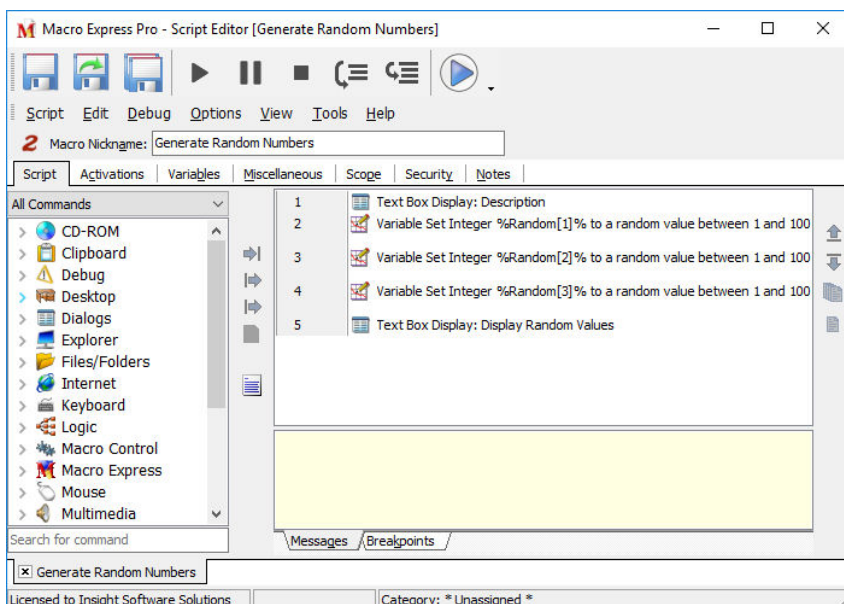 Macro Express Pro - Script Editor [Generate Random Numbers]
Script Edit Debug Options View Tools Help
2 Macro Nickname: Generate Random Numbers
Script Activations Variables Miscellaneous Scope Security Notes
All Commands
CD-ROM
Clipboard
Debug
Desktop
Dialogs
Explorer
Files/Folders
Internet
Keyboard
Logic
Macro Control
Macro Express
Mouse
Multimedia
Search for command
1 Text Box Display: Description
2 Variable Set Integer %Random[1]% to a random value between 1 and 100
3 Variable Set Integer %Random[2]% to a random value between 1 and 100
4 Variable Set Integer %Random[3]% to a random value between 1 and 100
5 Text Box Display: Display Random Values
Messages Breakpoints
Generate Random Numbers
Licensed to Insight Software Solutions Category: * Unassigned *